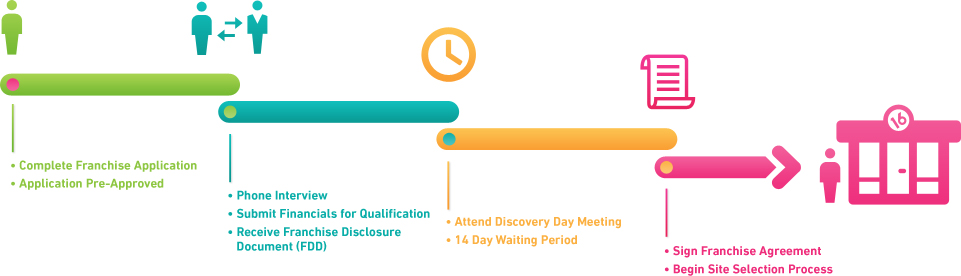 • Complete Franchise Application
• Application Pre-Approved
• Phone Interview
• Submit Financials for Qualification
• Receive Franchise Disclosure
Document (FDD)
• Attend Discovery Day Meeting
• 14 Day Waiting Period
• Sign Franchise Agreement
• Begin Site Selection Process
16